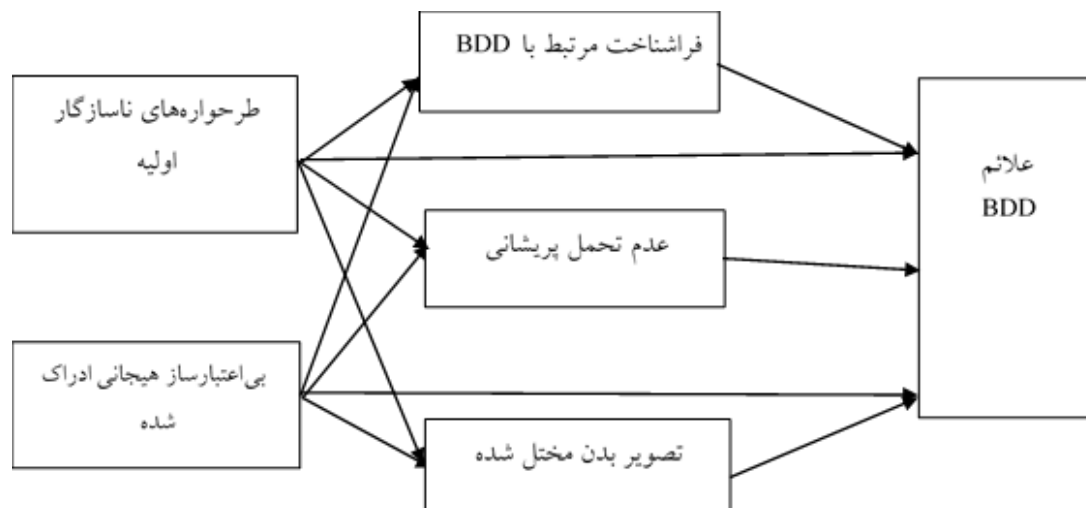 فراشناخت مرتبط با BDD
طرحواره‌های ناسازگار
اولیه
علائم
BDD
عدم تحمل پریشانی
بی‌اعتبارساز هیجانی ادراک
شده
تصویر بدن مختل شده